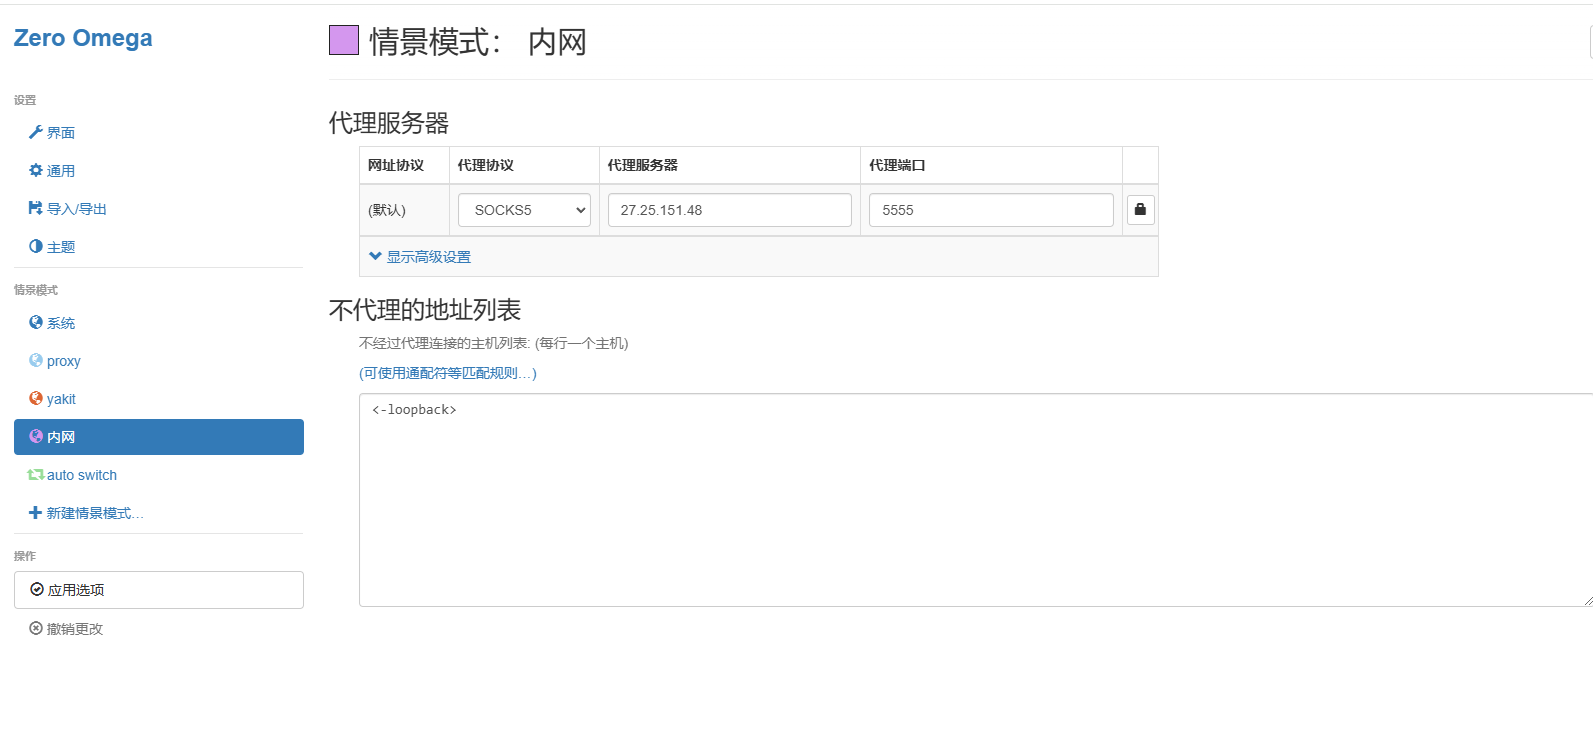 Zero Omega
设置
界面
通用
导入/导出
主题
情景模式
系统
proxy
yakit
内网
auto switch
新建情景模式…
操作
应用选项
撤销更改
情景模式： 内网
代理服务器
网址协议 代理协议 代理服务器 代理端口
(默认) SOCKS5 27.25.151.48 5555
显示高级设置
不代理的地址列表
不经过代理连接的主机列表: (每行一个主机)
(可使用通配符等匹配规则…)
<-loopback>